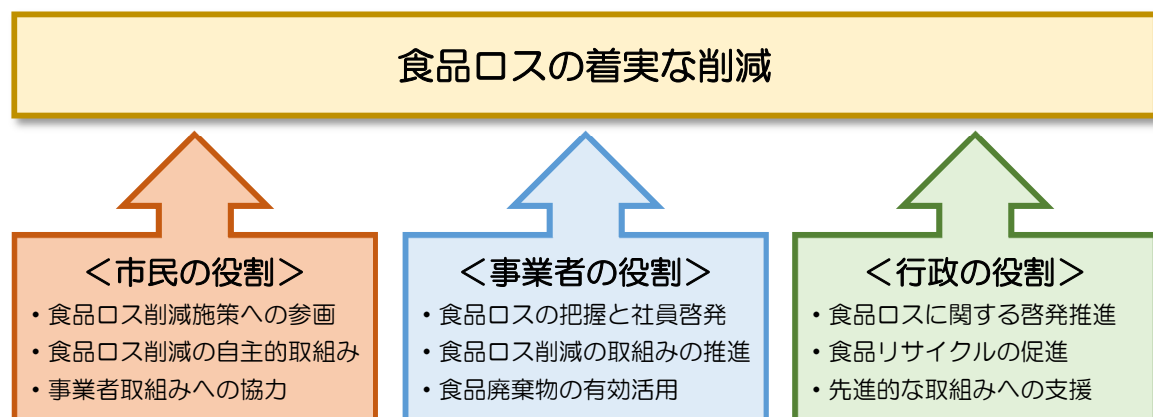 食品ロスの着実な削減
＜市民の役割＞
・食品ロス削減施策への参画
・食品ロス削減の自主的取組み
・事業者取組みへの協力
＜事業者の役割＞
・食品ロスの把握と社員啓発
・食品ロス削減の取組みの推進
・食品廃棄物の有効活用
＜行政の役割＞
・食品ロスに関する啓発推進
・食品リサイクルの促進
・先進的な取組みへの支援